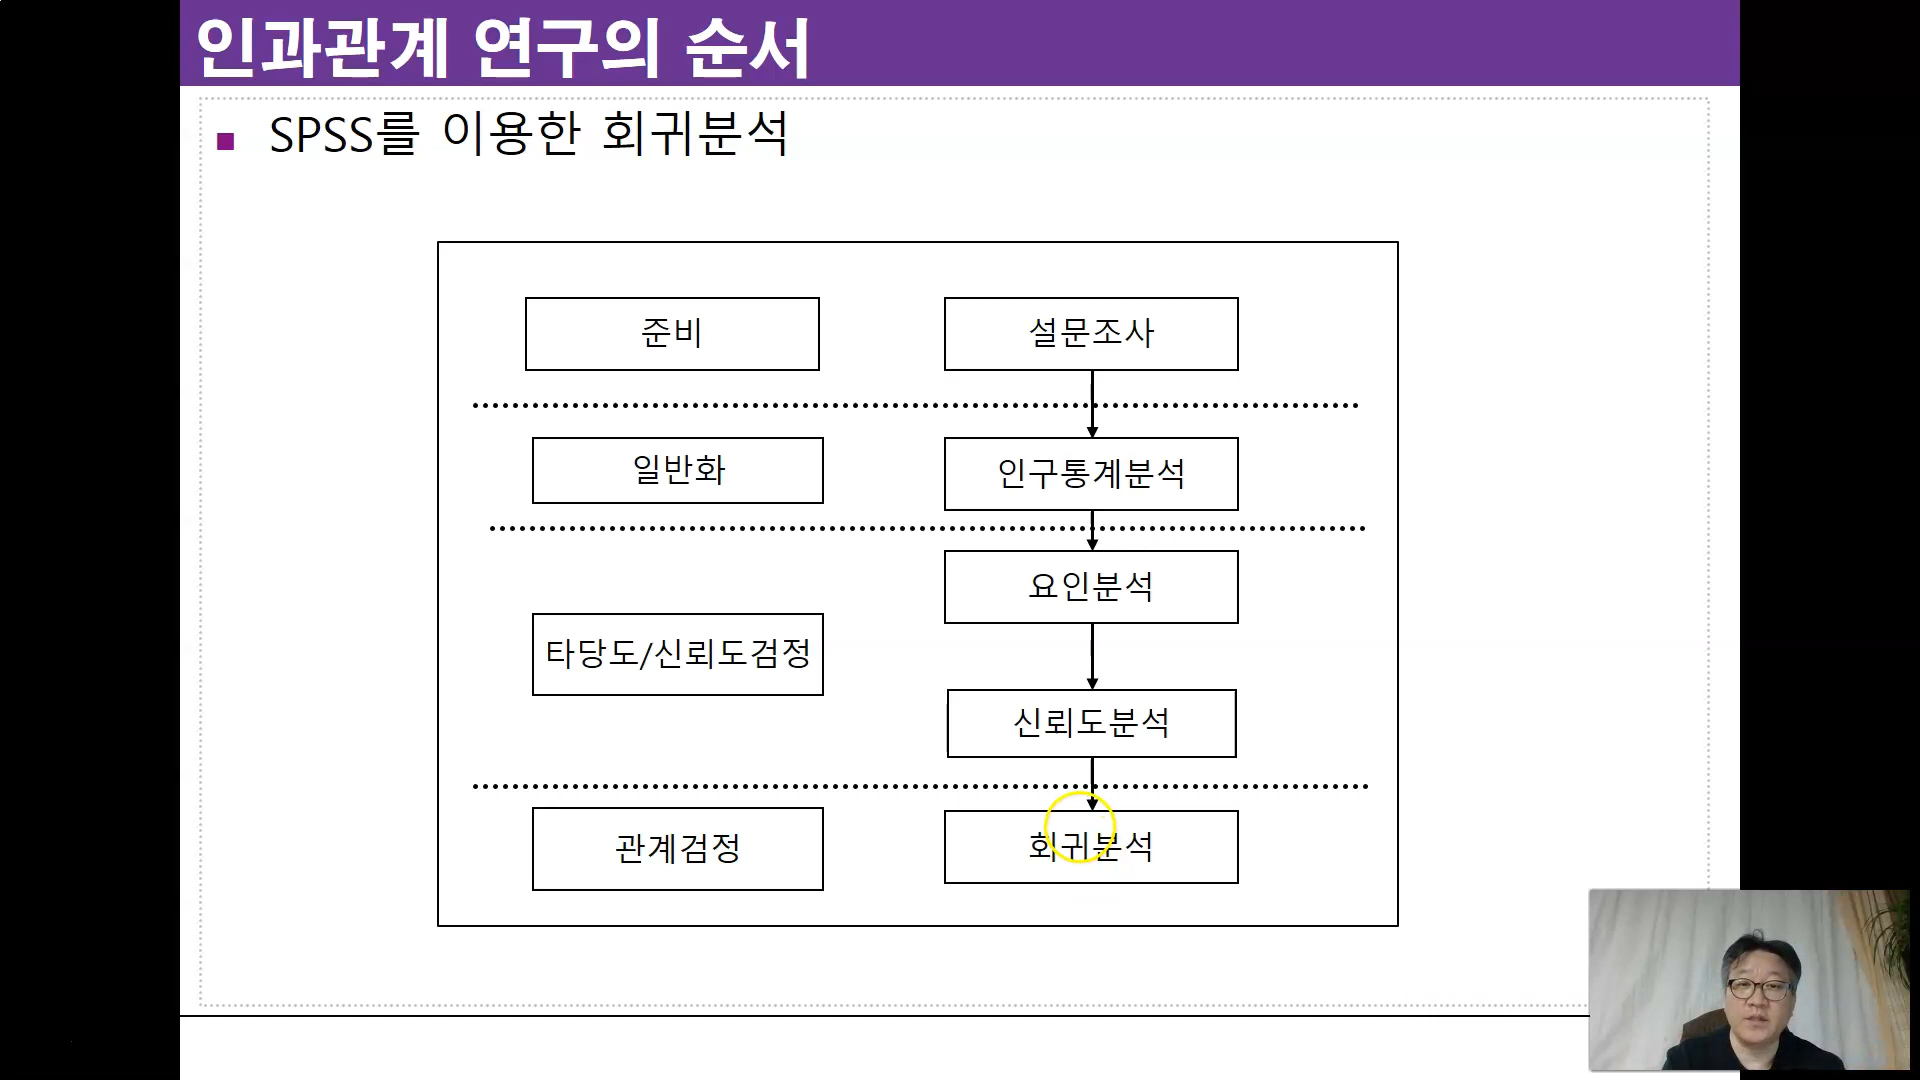 인과관계 연구의 순서
SPSS를 이용한 회귀분석
준비
설문조사
일반화
인구통계분석
요인분석
타당도/신뢰도검정
신뢰도분석
관계검정
회귀분석